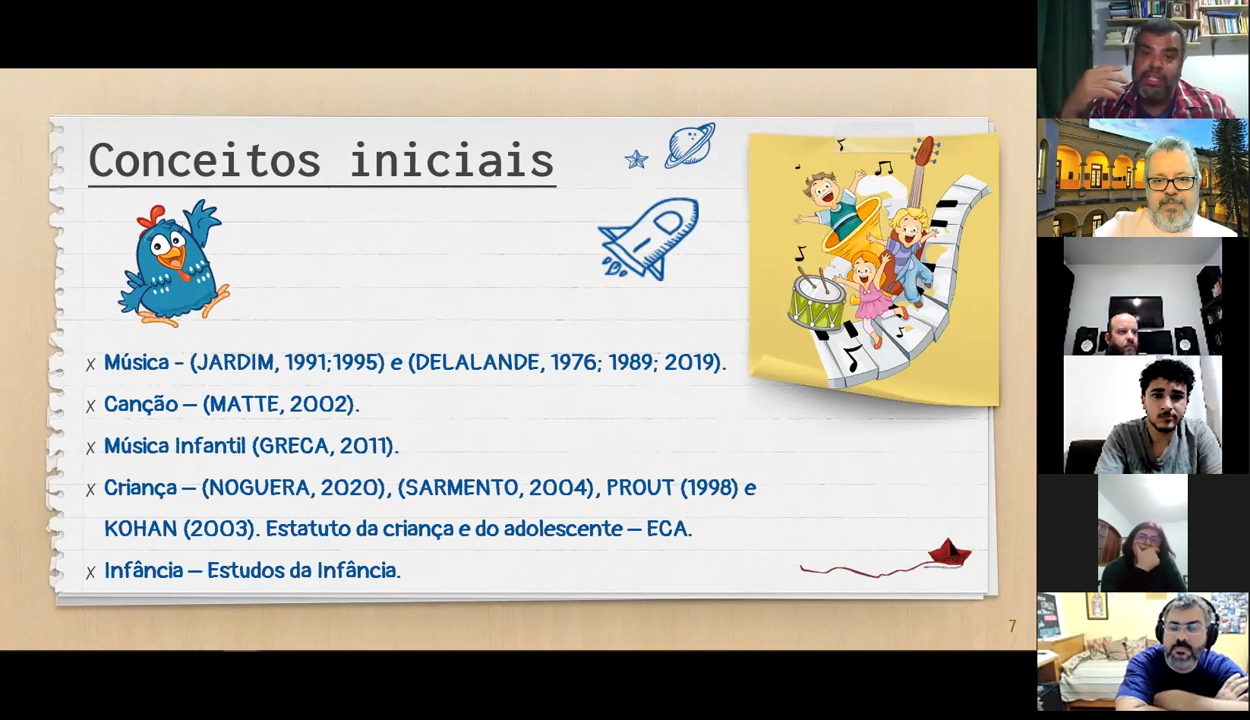 Conceitos iniciais
x Música - (JARDIM, 1991;1995) e (DELALANDE, 1976; 1989; 2019).
x Canção – (MATTE, 2002).
x Música Infantil (GRECA, 2011).
x Criança – (NOGUERA, 2020), (SARMENTO, 2004), PROUT (1998) e
KOHAN (2003). Estatuto da criança e do adolescente – ECA.
x Infância – Estudos da Infância.
7